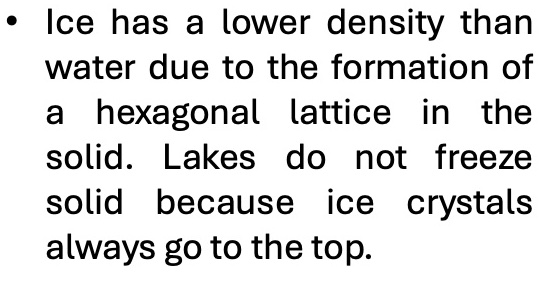 • Ice has a lower density than
water due to the formation of
a hexagonal lattice in the
solid. Lakes do not freeze
solid because ice crystals
always go to the top.